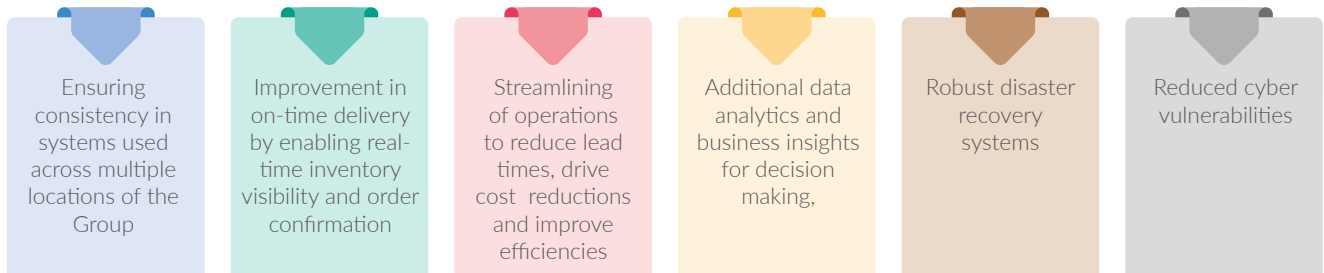 Ensuring
consistency in
systems used
across multiple
locations of the
Group
Improvement in
on-time delivery
by enabling real-
time inventory
visibility and order
confirmation
Streamlining
of operations
to reduce lead
times, drive
cost  reductions
and improve
efficiencies
Additional data
analytics and
business insights
for decision
making,
Robust disaster
recovery
systems
Reduced cyber
vulnerabilities